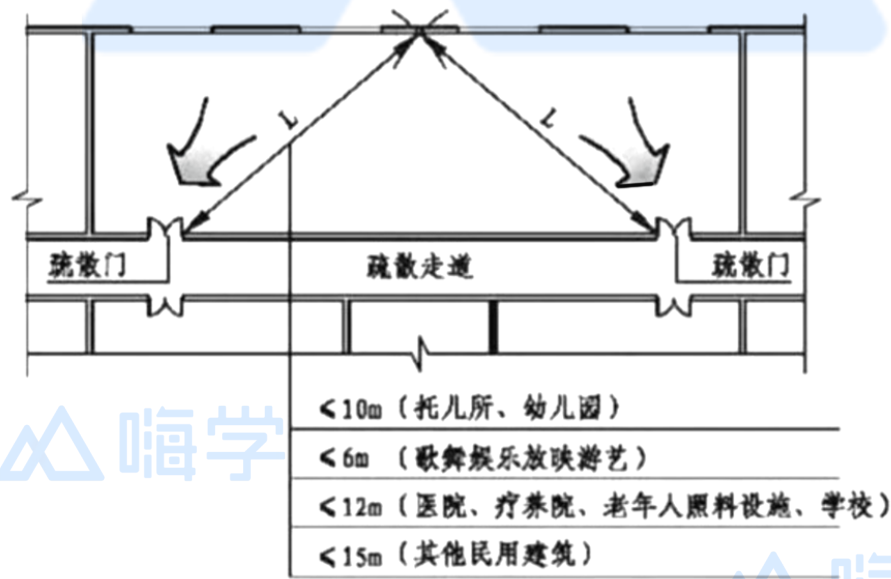 L L
疏散门 疏散走道 疏散门
≤10m（托儿所、幼儿园）
≤6m （歌舞娱乐放映游艺）
≤12m（医院、疗养院、老年人照料设施、学校）
≤15m（其他民用建筑）
嗨学